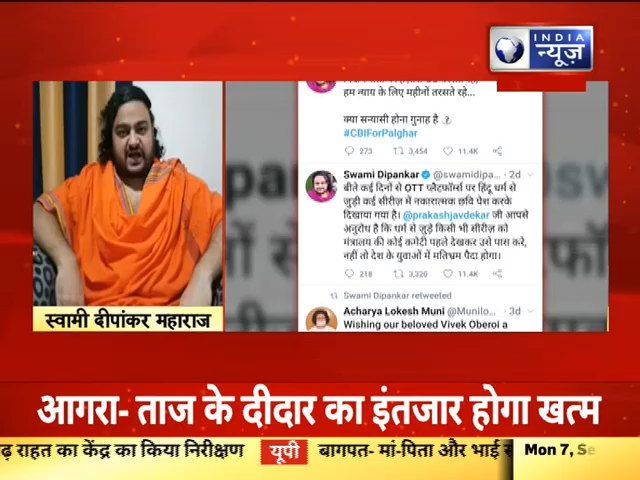 INDIA
न्यूज़
हम न्याय के लिए महीनों तरसते रहे...
क्या सन्यासी होना गुनाह है
#CBIForPalghar
273 3,454 11.4K
Swami Dipankar @swamidipa... · 2d
बीते कई दिनों से OTT प्लैटफॉर्म्स पर हिंदू धर्म से
जुड़ी कई सीरीज़ में नकारात्मक छवि पेश करके
दिखाया गया है। @prakashjavdekar जी आपसे
अनुरोध है कि धर्म से जुड़े किसी भी सीरीज़ को
मंत्रालय की कोई कमेटी पहले देखकर उसे पास करे,
नहीं तो देश के युवाओं में मतिभ्रम पैदा होगा।
218 3,320 11.4K
Swami Dipankar retweeted
Acharya Lokesh Muni @Munilo... · 3d
Wishing our beloved Vivek Oberoi a
स्वामी दीपांकर महाराज
आगरा- ताज के दीदार का इंतजार होगा खत्म
राहत का केंद्र का किया निरीक्षण यूपी बागपत- मां-पिता और भाई Mon 7, Se